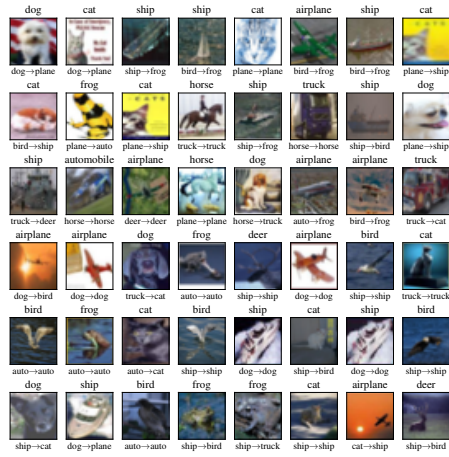 dog cat ship ship cat airplane ship cat
dog→plane dog→plane ship→frog bird→frog plane→plane bird→frog bird→frog plane→ship
cat frog cat horse ship truck ship dog
bird→ship plane→auto plane→ship truck→truck ship→frog horse→horse ship→bird plane→ship
ship automobile airplane horse dog airplane airplane truck
truck→deer horse→horse deer→deer plane→plane horse→truck auto→frog bird→frog truck→cat
airplane airplane dog frog deer airplane bird cat
dog→bird dog→dog truck→cat auto→auto ship→ship dog→dog ship→ship truck→truck
bird frog cat bird ship cat ship bird
auto→auto auto→auto auto→cat ship→ship dog→dog ship→bird dog→dog ship→ship
dog ship bird frog frog cat airplane deer
ship→cat dog→plane auto→auto ship→bird ship→truck ship→ship cat→ship ship→bird